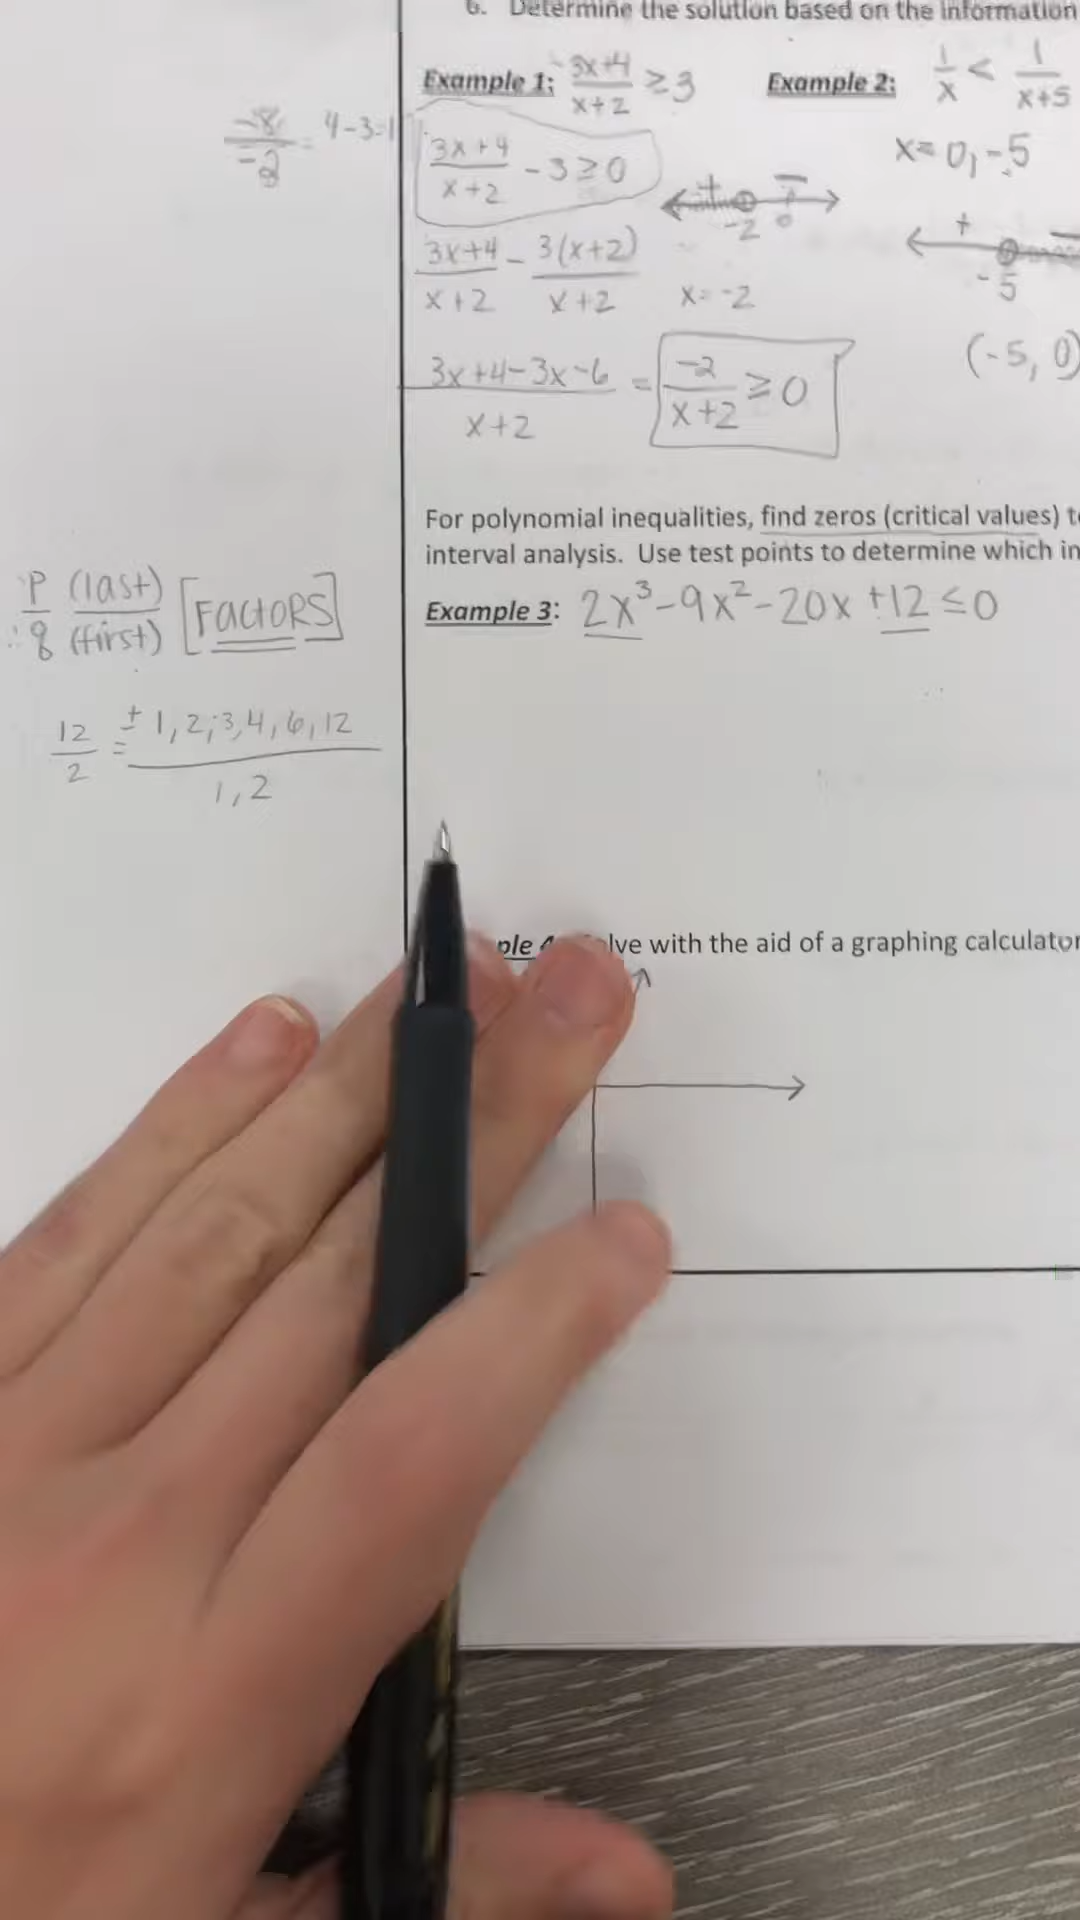 6. Determine the solution based on the information
Example 1: 3x+4/x+2 ≥ 3
Example 2: 1/x < 1/x+5
-8/-2 = 4-3=1
3x+4/x+2 - 3 ≥ 0
+ -
-2 0
x= 0, -5
+ -
-5
3x+4/x+2 - 3(x+2)/x+2
x= -2
(-5, 0)
3x+4-3x-6/x+2 = -2/x+2 ≥ 0
For polynomial inequalities, find zeros (critical values)
interval analysis. Use test points to determine which
P/q (last)/(first) [FACTORS]
Example 3: 2x³-9x²-20x+12 ≤0
12/2 = ± 1,2,3,4,6,12/1,2
with the aid of a graphing calculator